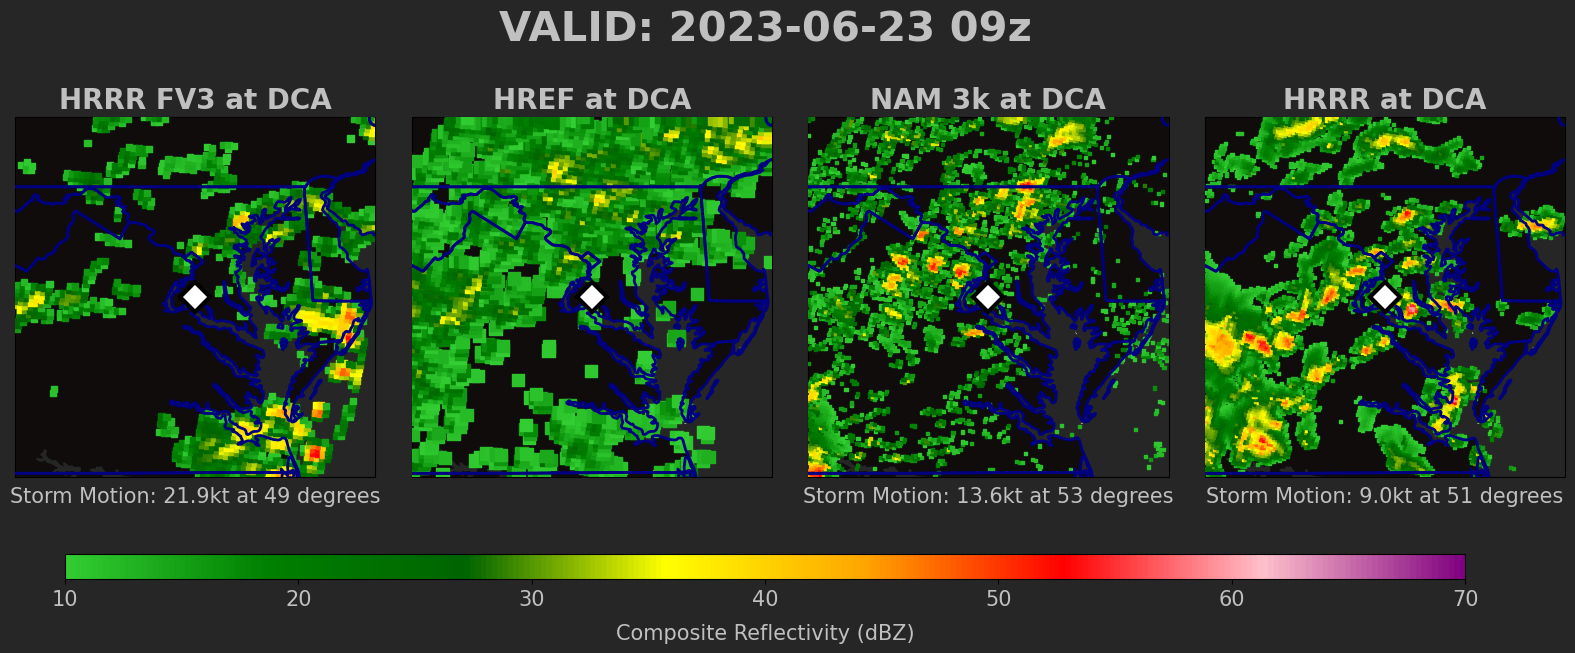 VALID: 2023-06-23 09z
HRRR FV3 at DCA
HREF at DCA
NAM 3k at DCA
HRRR at DCA
Storm Motion: 21.9kt at 49 degrees
Storm Motion: 13.6kt at 53 degrees
Storm Motion: 9.0kt at 51 degrees
10 20 30 40 50 60 70
Composite Reflectivity (dBZ)